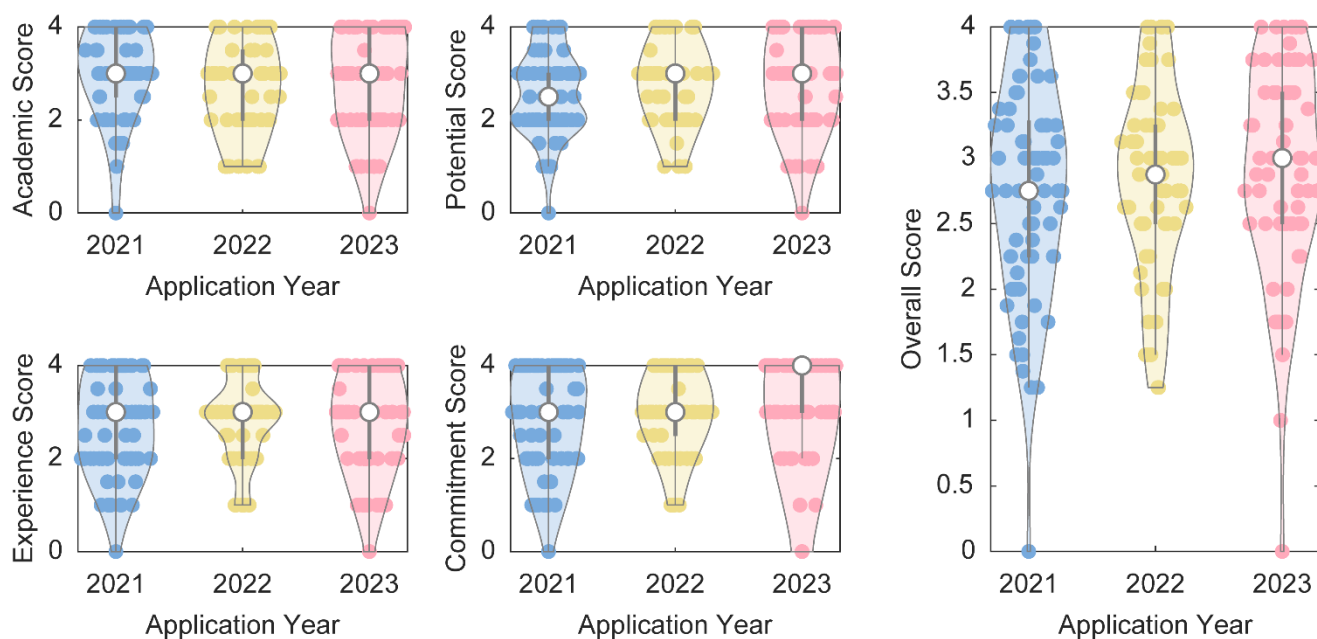 Academic Score
4
2
0
2021 2022 2023
Application Year
Potential Score
4
2
0
2021 2022 2023
Application Year
Experience Score
4
2
0
2021 2022 2023
Application Year
Commitment Score
4
2
0
2021 2022 2023
Application Year
Overall Score
4
3.5
3
2.5
2
1.5
1
0.5
0
2021 2022 2023
Application Year